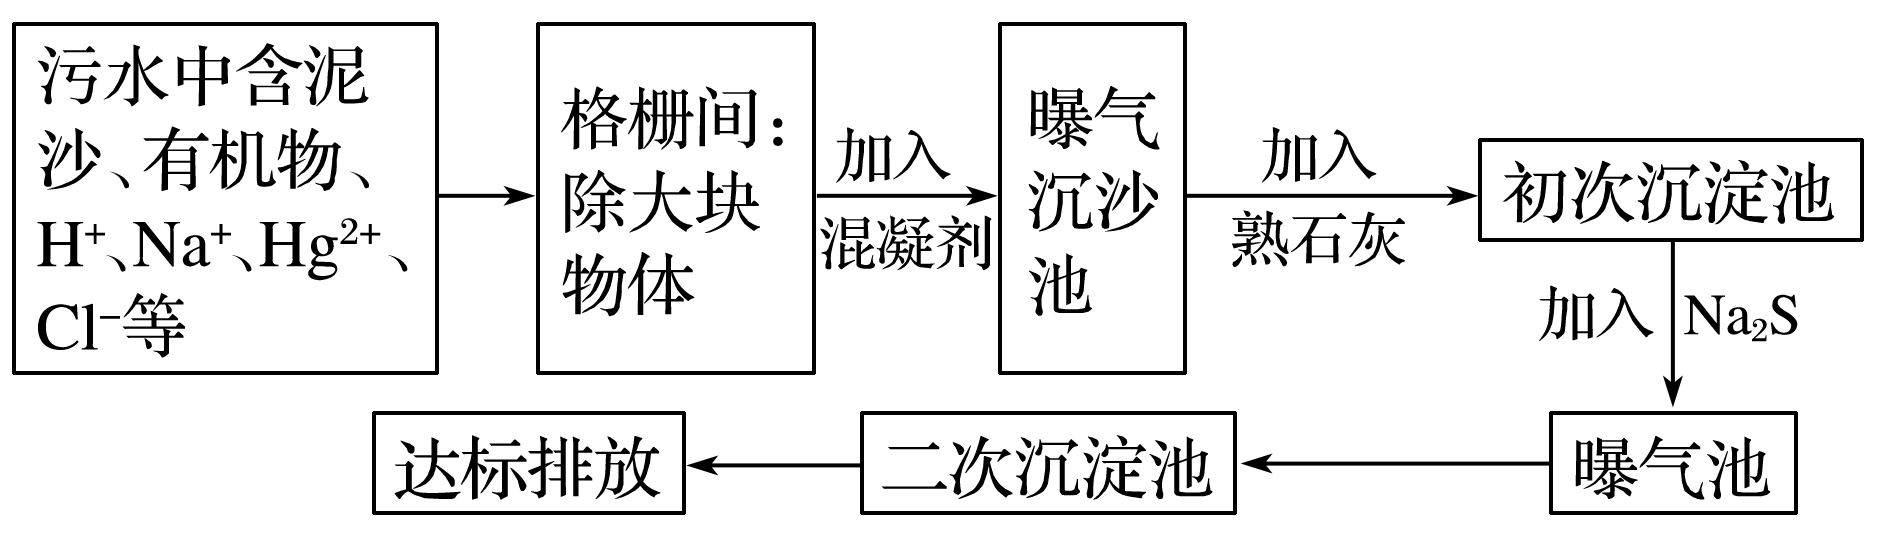 污水中含泥
沙、有机物、
H⁺、Na⁺、Hg²⁺、
Cl⁻等
格栅间：
除大块
物体
加入
混凝剂
曝气
沉沙
池
加入
熟石灰
初次沉淀池
加入 Na₂S
曝气池
二次沉淀池
达标排放